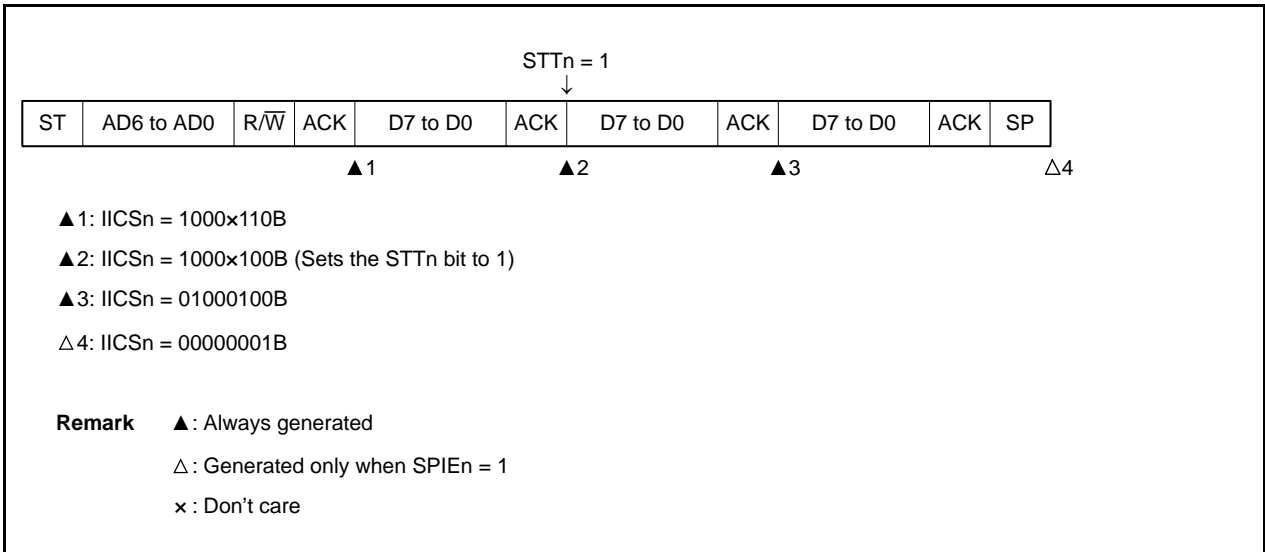 STTn = 1
↓
ST AD6 to AD0 R/W̅ ACK D7 to D0 ACK D7 to D0 ACK D7 to D0 ACK SP
▲1 ▲2 ▲3 △4
▲1: IICSn = 1000×110B
▲2: IICSn = 1000×100B (Sets the STTn bit to 1)
▲3: IICSn = 01000100B
△4: IICSn = 00000001B
Remark ▲: Always generated
△: Generated only when SPIEn = 1
×: Don't care